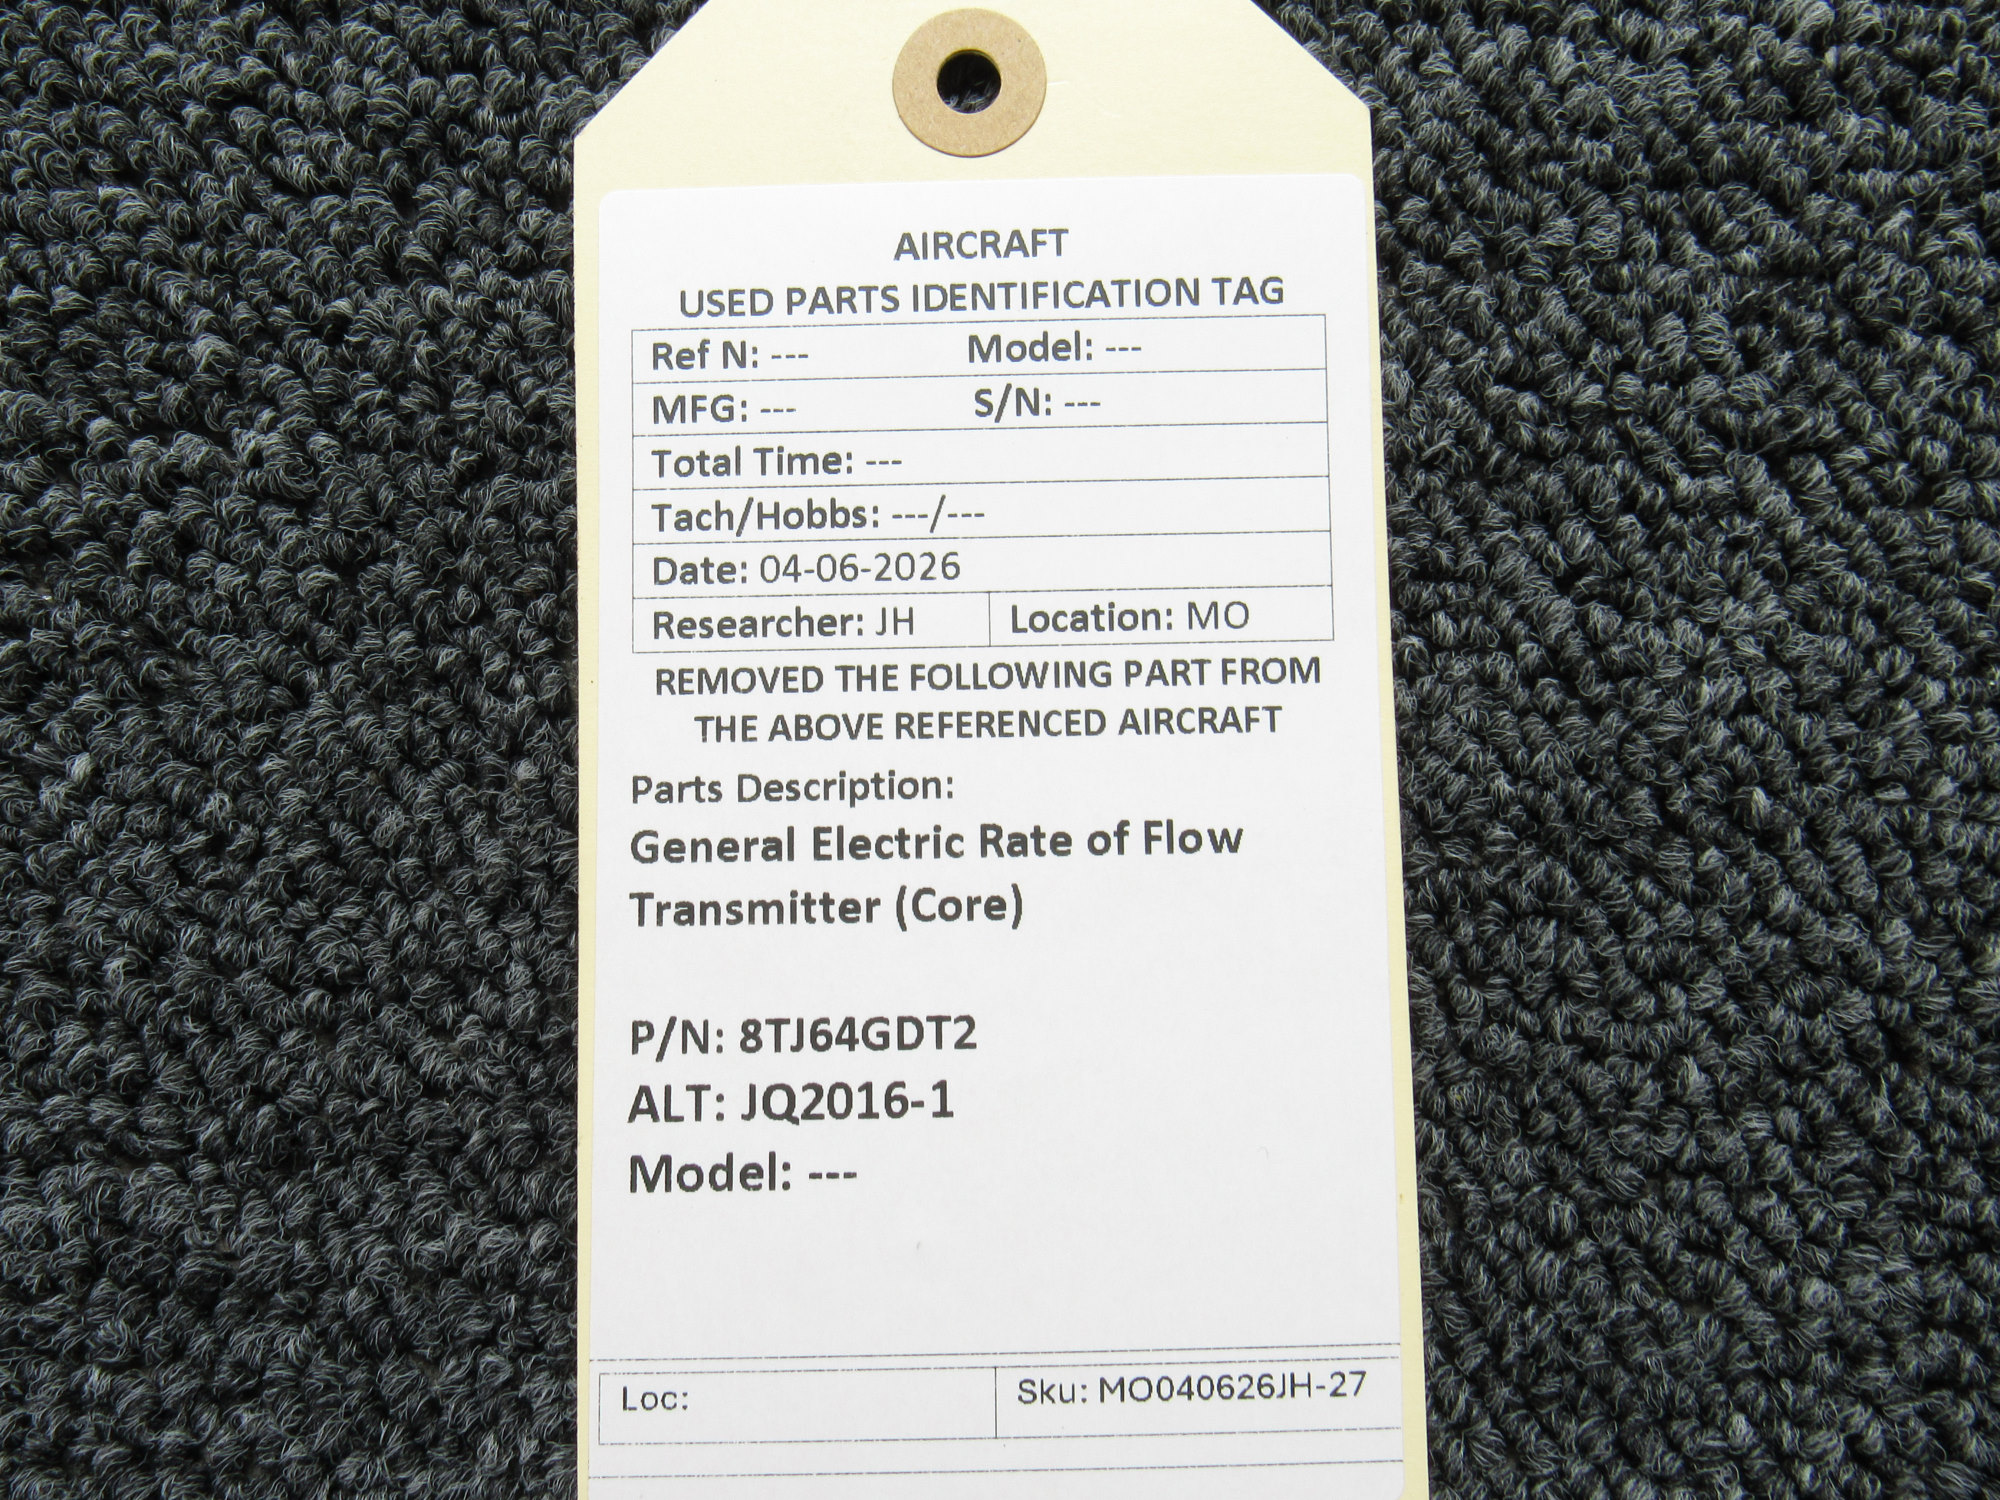 AIRCRAFT
USED PARTS IDENTIFICATION TAG
Ref N: --- Model: ---
MFG: --- S/N: ---
Total Time: ---
Tach/Hobbs: ---/---
Date: 04-06-2026
Researcher: JH Location: MO
REMOVED THE FOLLOWING PART FROM
THE ABOVE REFERENCED AIRCRAFT
Parts Description:
General Electric Rate of Flow
Transmitter (Core)
P/N: 8TJ64GDT2
ALT: JQ2016-1
Model: ---
Loc: Sku: MO040626JH-27